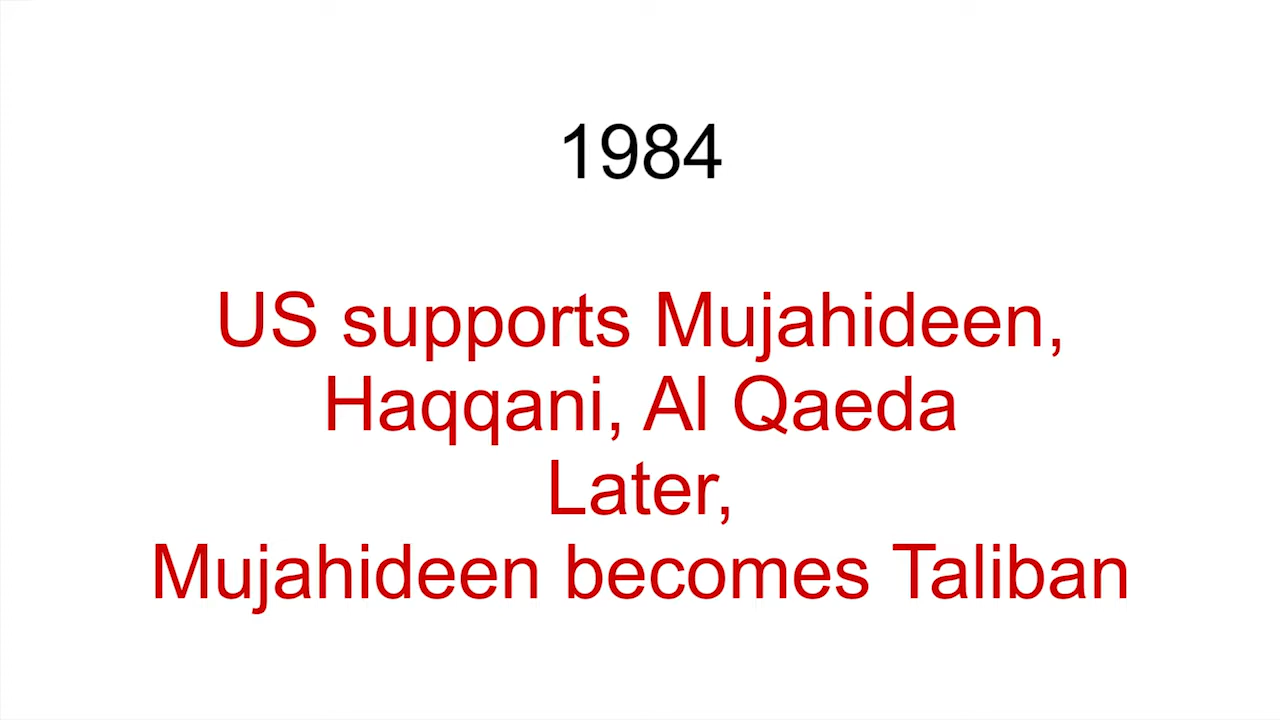 1984
US supports Mujahideen,
Haqqani, Al Qaeda
Later,
Mujahideen becomes Taliban